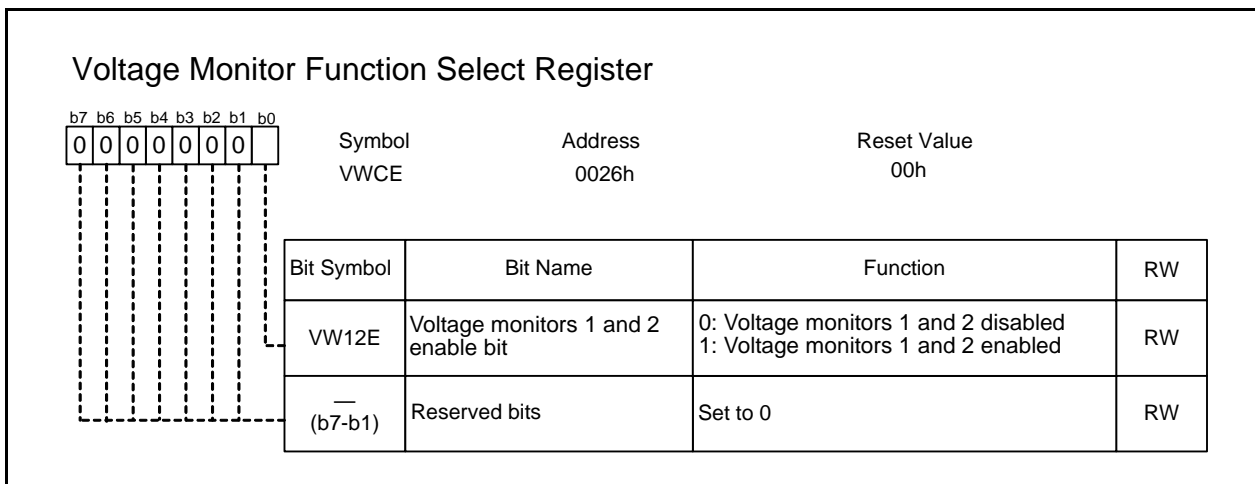 Voltage Monitor Function Select Register
b7 b6 b5 b4 b3 b2 b1 b0
0 0 0 0 0 0 0
Symbol Address Reset Value
VWCE 0026h 00h
Bit Symbol Bit Name Function RW
VW12E Voltage monitors 1 and 2 enable bit 0: Voltage monitors 1 and 2 disabled 1: Voltage monitors 1 and 2 enabled RW
— (b7-b1) Reserved bits Set to 0 RW